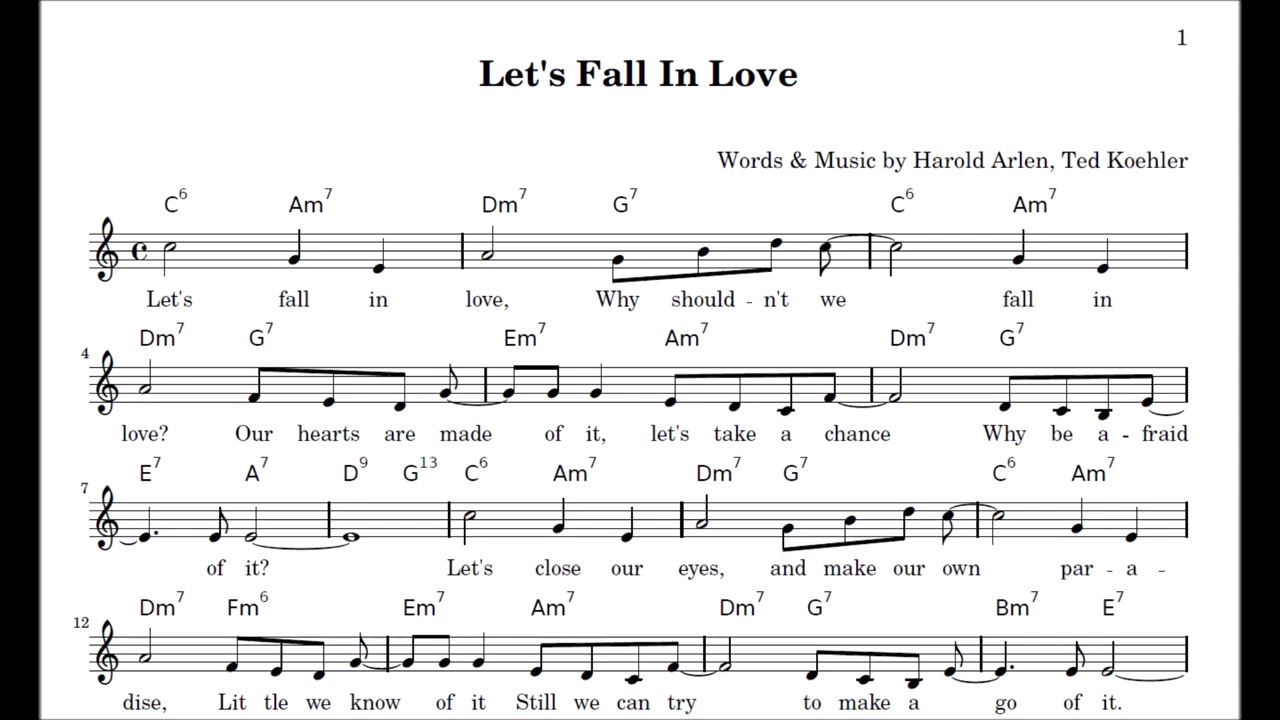 1
Let's Fall In Love
Words & Music by Harold Arlen, Ted Koehler
C6 Am7 Dm7 G7 C6 Am7
Let's fall in love, Why should - n't we fall in
4
Dm7 G7 Em7 Am7 Dm7 G7
love? Our hearts are made of it, let's take a chance Why be a - fraid
7
E7 A7 D9 G13 C6 Am7 Dm7 G7 C6 Am7
of it? Let's close our eyes, and make our own par - a -
12
Dm7 Fm6 Em7 Am7 Dm7 G7 Bm7 E7
dise, Lit tle we know of it Still we can try to make a go of it.